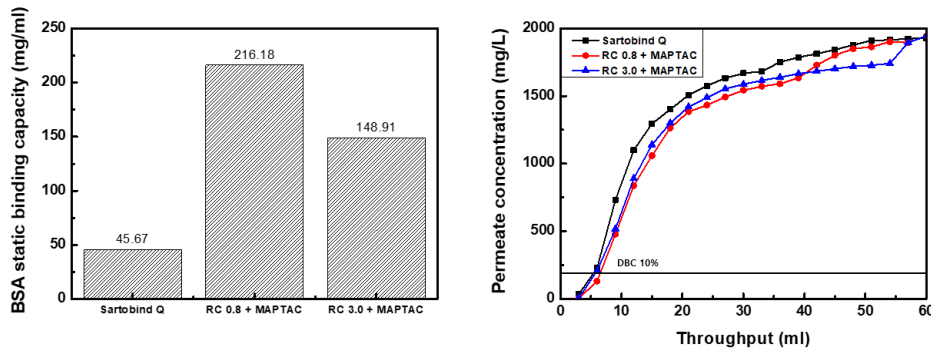 BSA static binding capacity (mg/ml)
250
200
150
100
50
0
45.67
216.18
148.91
Sartobind Q
RC 0.8 + MAPTAC
RC 3.0 + MAPTAC
Permeate concentration (mg/L)
2000
1500
1000
500
0
Sartobind Q
RC 0.8 + MAPTAC
RC 3.0 + MAPTAC
DBC 10%
0
10
20
30
40
50
60
Throughput (ml)